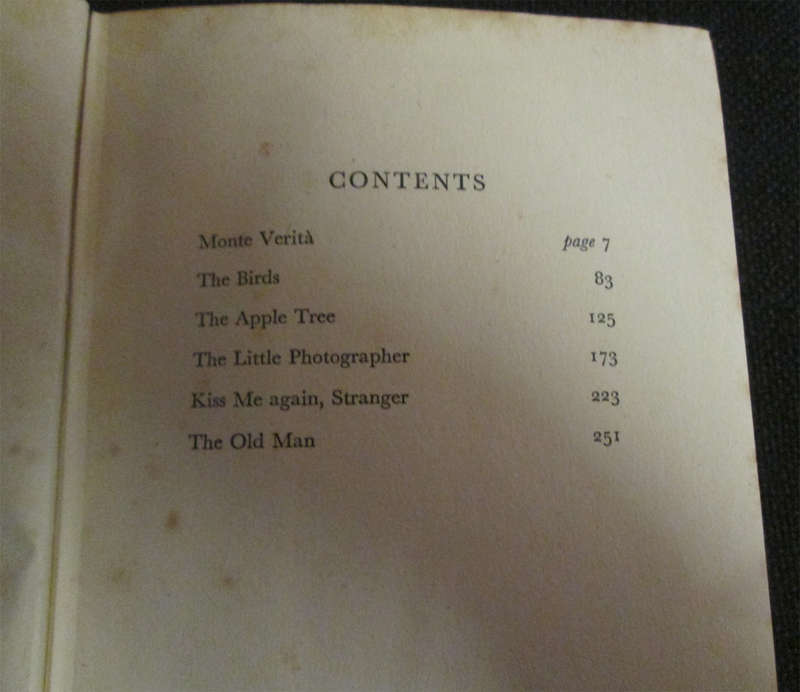 CONTENTS
Monte Verità page 7
The Birds 83
The Apple Tree 125
The Little Photographer 173
Kiss Me again, Stranger 223
The Old Man 251